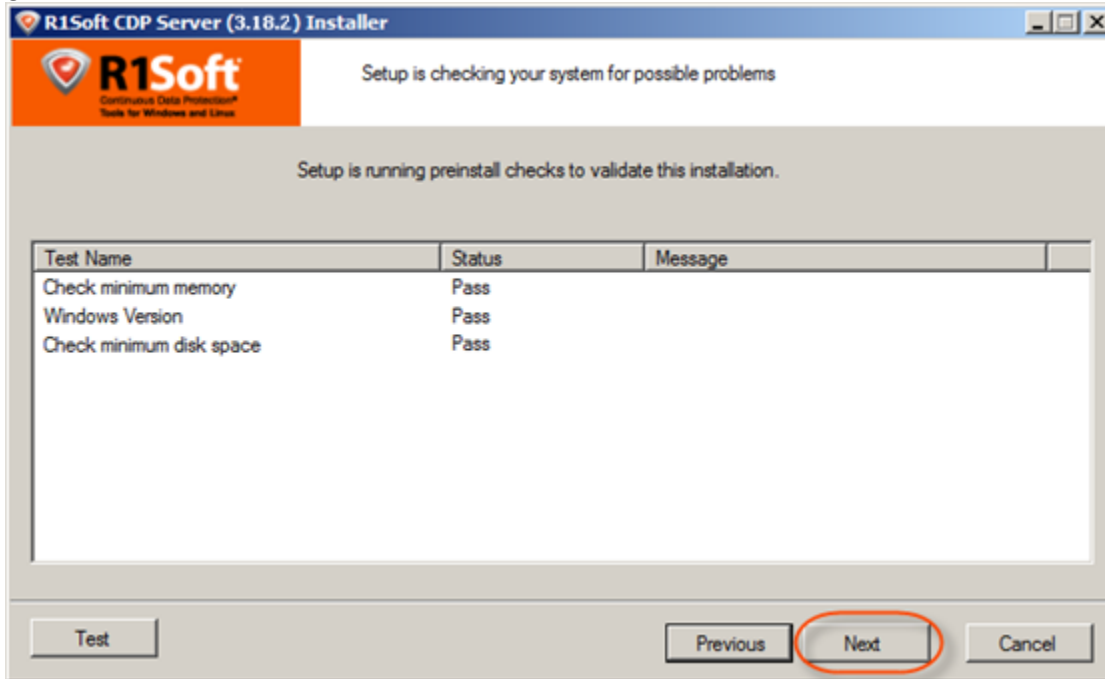 R1Soft CDP Server (3.18.2) Installer
R1Soft
Continuous Data Protection®
Tools for Windows and Linux
Setup is checking your system for possible problems
Setup is running preinstall checks to validate this installation.
Test Name Status Message
Check minimum memory Pass
Windows Version Pass
Check minimum disk space Pass
Test Previous Next Cancel